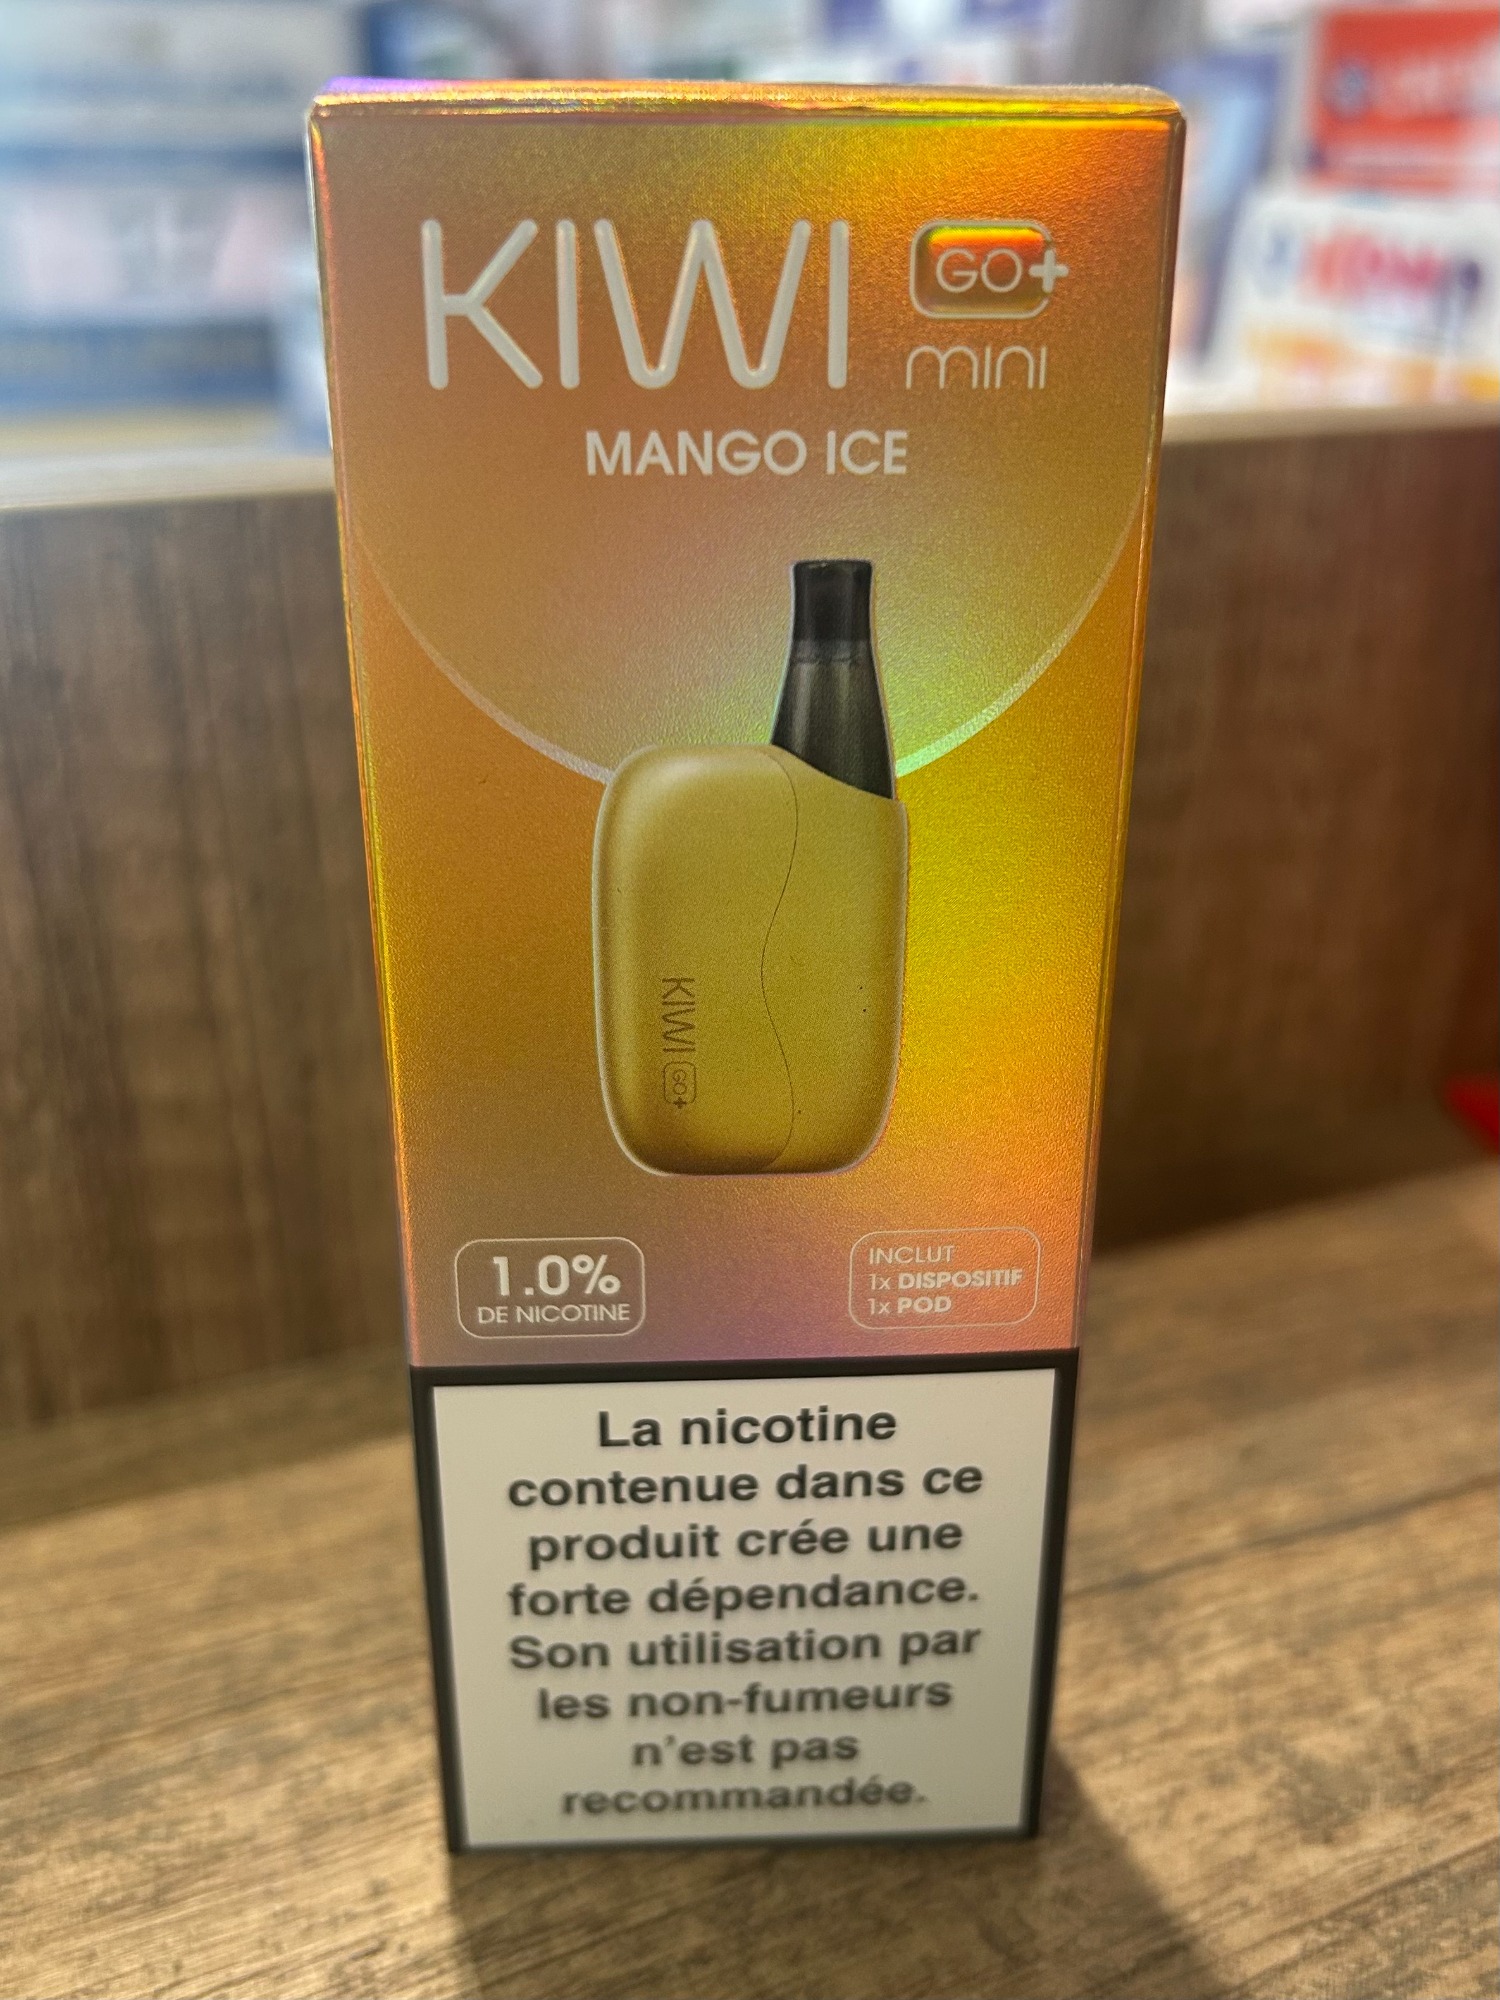 KIWI GO+
mini
MANGO ICE
KIWI GO+
1.0%
DE NICOTINE
INCLUT
1x DISPOSITIF
1x POD
La nicotine
contenue dans ce
produit crée une
forte dépendance.
Son utilisation par
les non-fumeurs
n'est pas
recommandée.